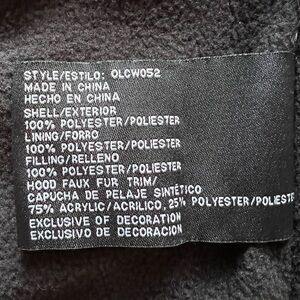 STYLE/ESTILO: OLCW052
MADE IN CHINA
HECHO EN CHINA
SHELL/EXTERIOR
100% POLYESTER/POLIESTER
LINING/FORRO
100% POLYESTER/POLIESTER
FILLING/RELLENO
100% POLYESTER/POLIESTER
HOOD FAUX FUR TRIM/
CAPUCHA DE PELAJE SINTÉTICO
75% ACRYLIC/ACRILICO, 25% POLYESTER/POLIESTE
EXCLUSIVE OF DECORATION
EXCLUSIVO DE DECORACION